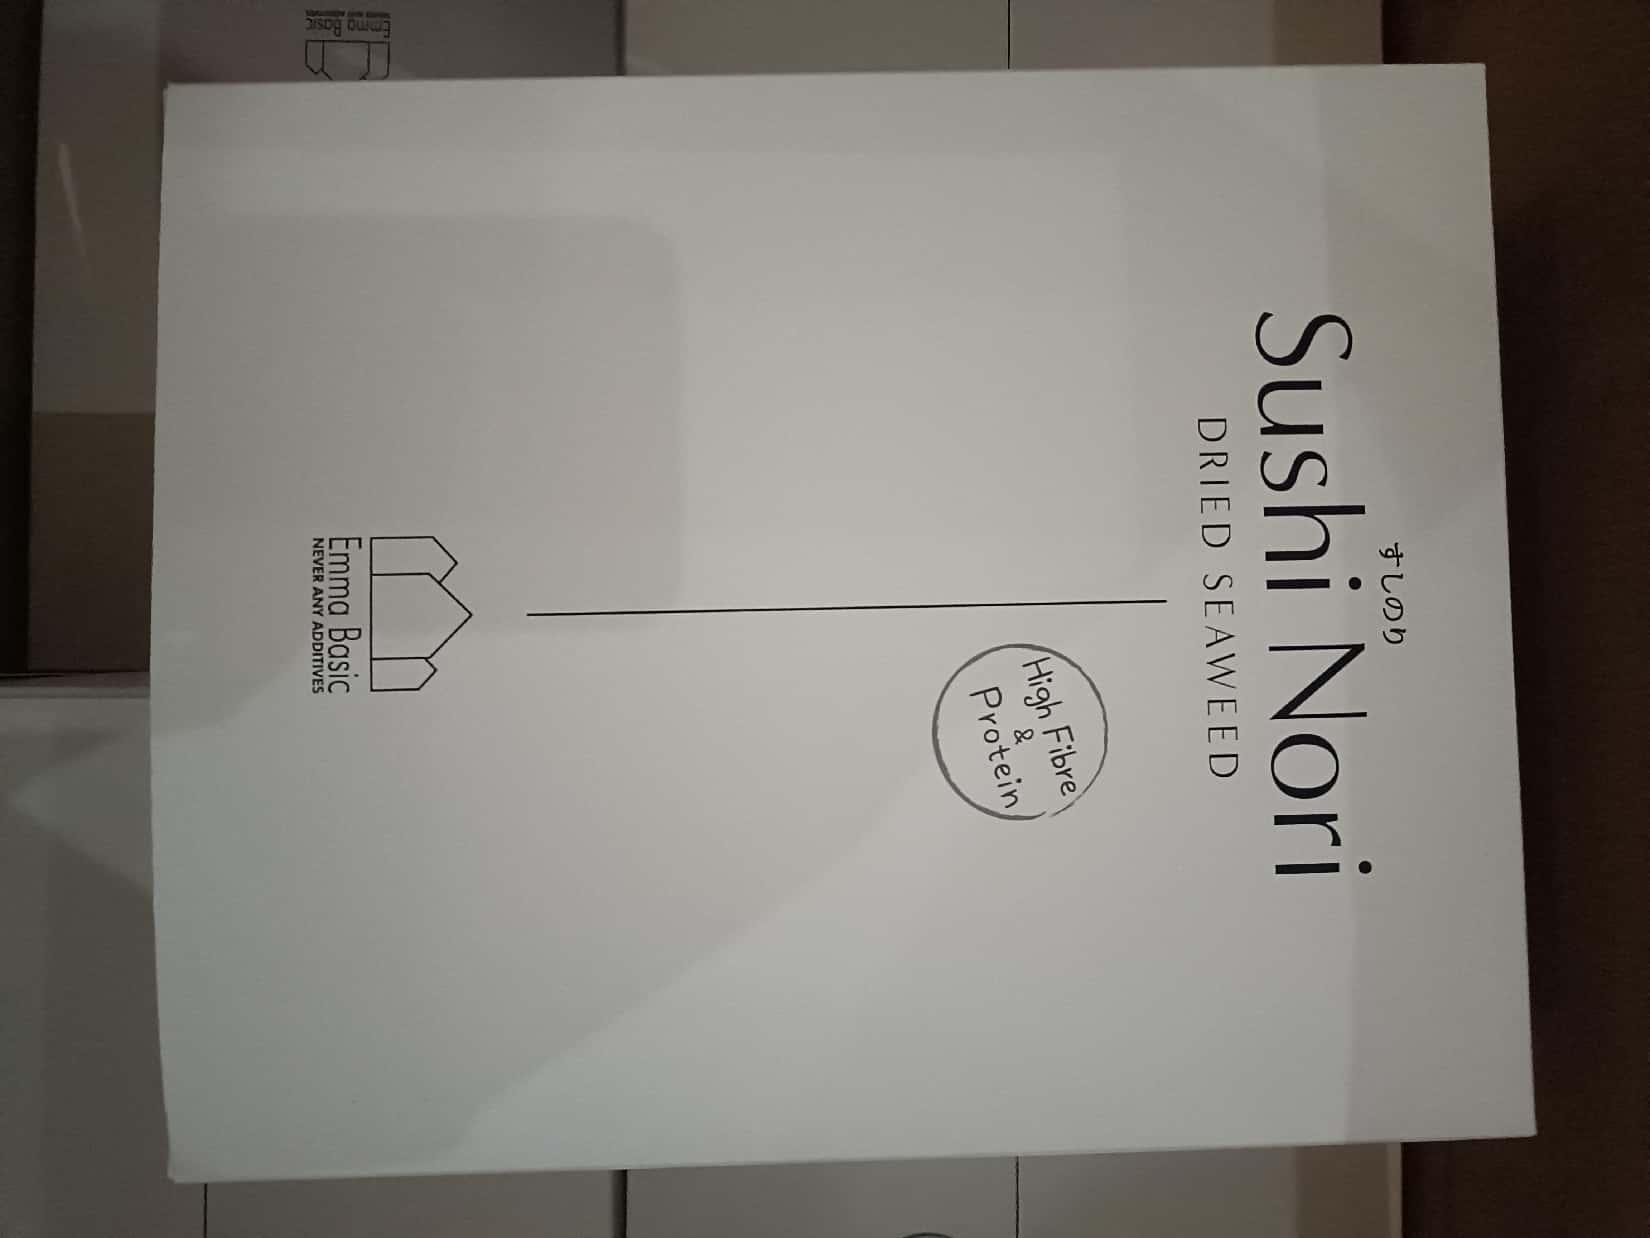 すしのり
Sushi Nori
DRIED SEAWEED
High Fibre
&
Protein
Emma Basic
NEVER ANY ADDITIVES
Emma Basic